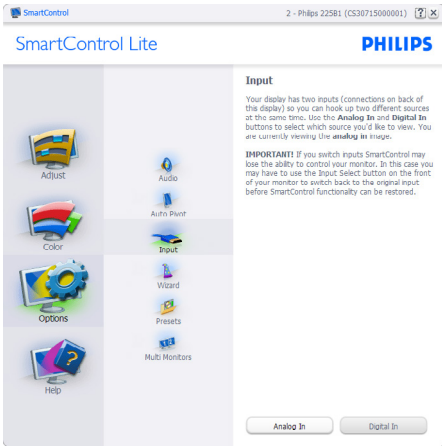 SmartControl
2 - Philips 225B1 (CS30715000001)
SmartControl Lite
PHILIPS
Adjust
Color
Options
Help
Audio
Auto Pivot
Input
Wizard
Presets
Multi Monitors
Input
Your display has two inputs (connections on back of
this display) so you can hook up two different sources
at the same time. Use the Analog In and Digital In
buttons to select which source you'd like to view. You
are currently viewing the analog in image.
IMPORTANT! If you switch inputs SmartControl may
lose the ability to control your monitor. In this case you
may have to use the Input Select button on the front
of your monitor to switch back to the original input
before SmartControl functionality can be restored.
Analog In
Digital In